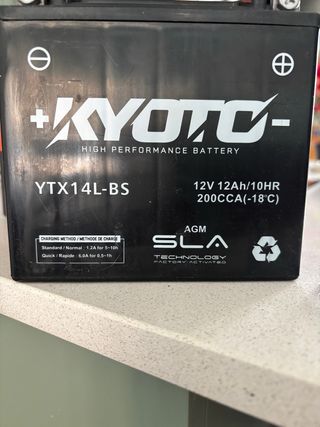 - +
+KYOTO-
HIGH PERFORMANCE BATTERY
YTX14L-BS
12V 12Ah/10HR
200CCA(-18℃)
CHARGING METHOD / METHODE DE CHARGE
Standard / Normal : 1.2A for 5~10h
Quick / Rapide : 6.0A for 0.5~1h
AGM
SLA
TECHNOLOGY
FACTORY ACTIVATED